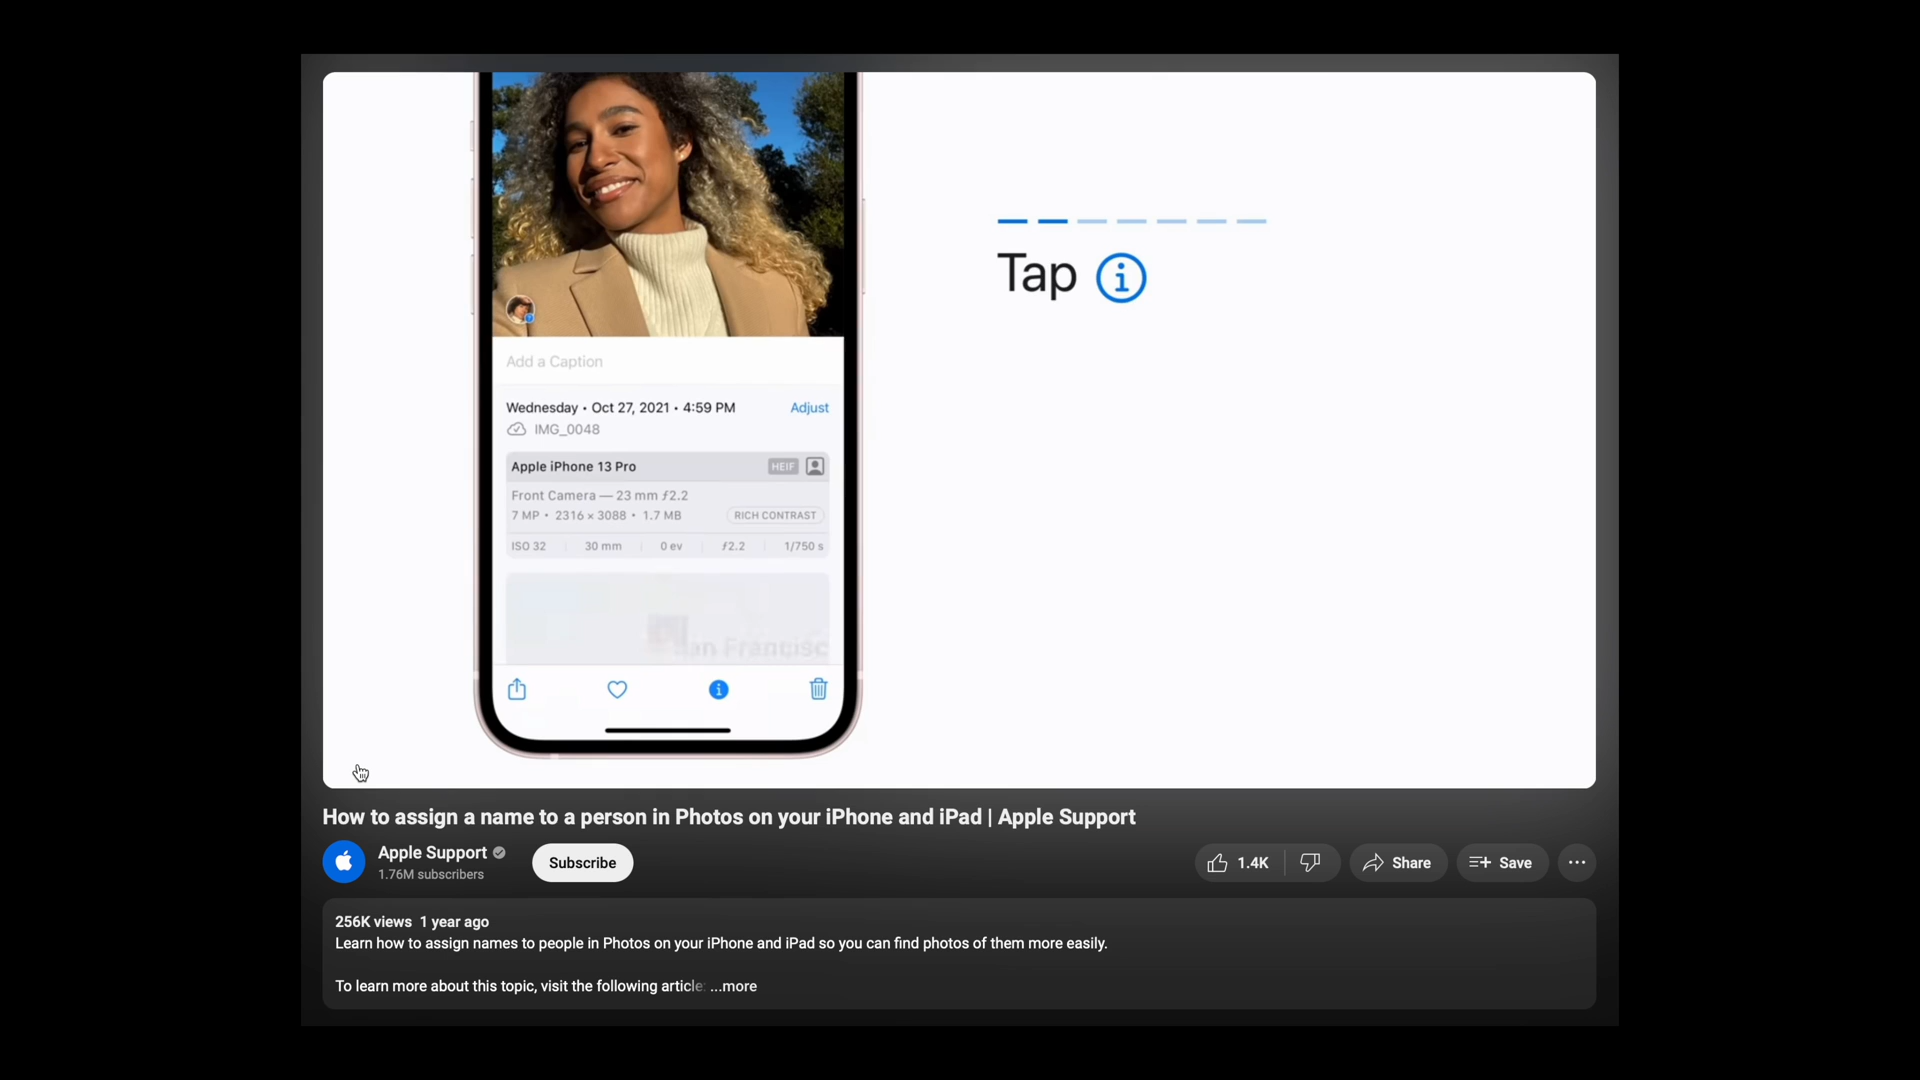 Tap
Add a Caption
Wednesday • Oct 27, 2021 • 4:59 PM
Adjust
IMG_0048
Apple iPhone 13 Pro
HEIF
Front Camera — 23 mm ƒ2.2
7 MP • 2316 × 3088 • 1.7 MB
RICH CONTRAST
ISO 32 30 mm 0 ev ƒ2.2 1/750 s
How to assign a name to a person in Photos on your iPhone and iPad | Apple Support
Apple Support
1.76M subscribers
Subscribe
1.4K
Share
Save
256K views 1 year ago
Learn how to assign names to people in Photos on your iPhone and iPad so you can find photos of them more easily.
To learn more about this topic, visit the following article: ...more